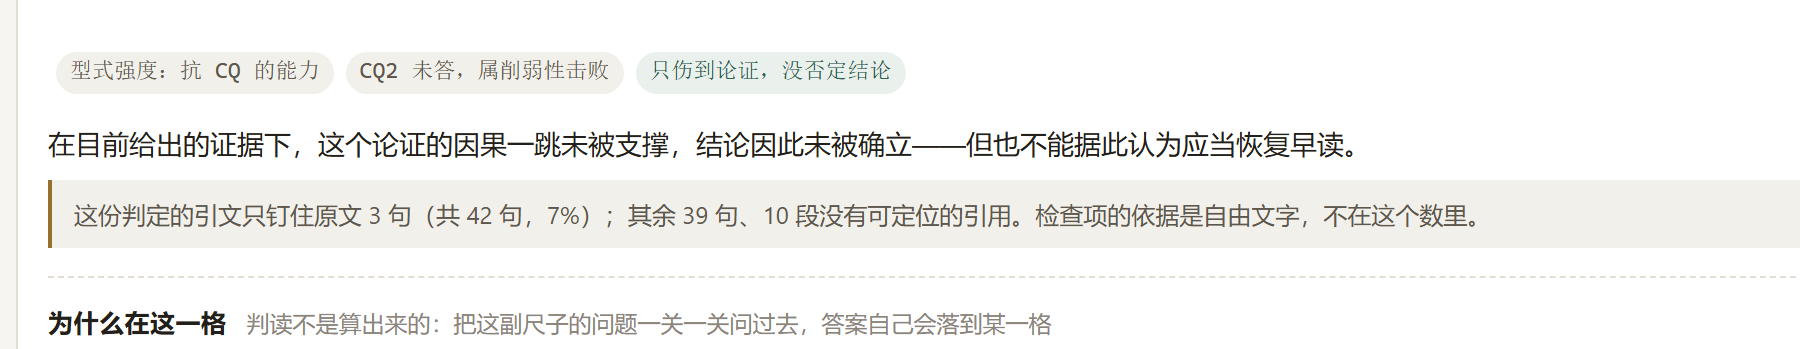 型式强度：抗 CQ 的能力 CQ2 未答，属削弱性击败 只伤到论证，没否定结论
在目前给出的证据下，这个论证的因果一跳未被支撑，结论因此未被确立——但也不能据此认为应当恢复早读。
这份判定的引文只钉住原文 3 句（共 42 句，7%）；其余 39 句、10 段没有可定位的引用。检查项的依据是自由文字，不在这个数里。
为什么在这一格 判读不是算出来的：把这副尺子的问题一关一关问过去，答案自己会落到某一格